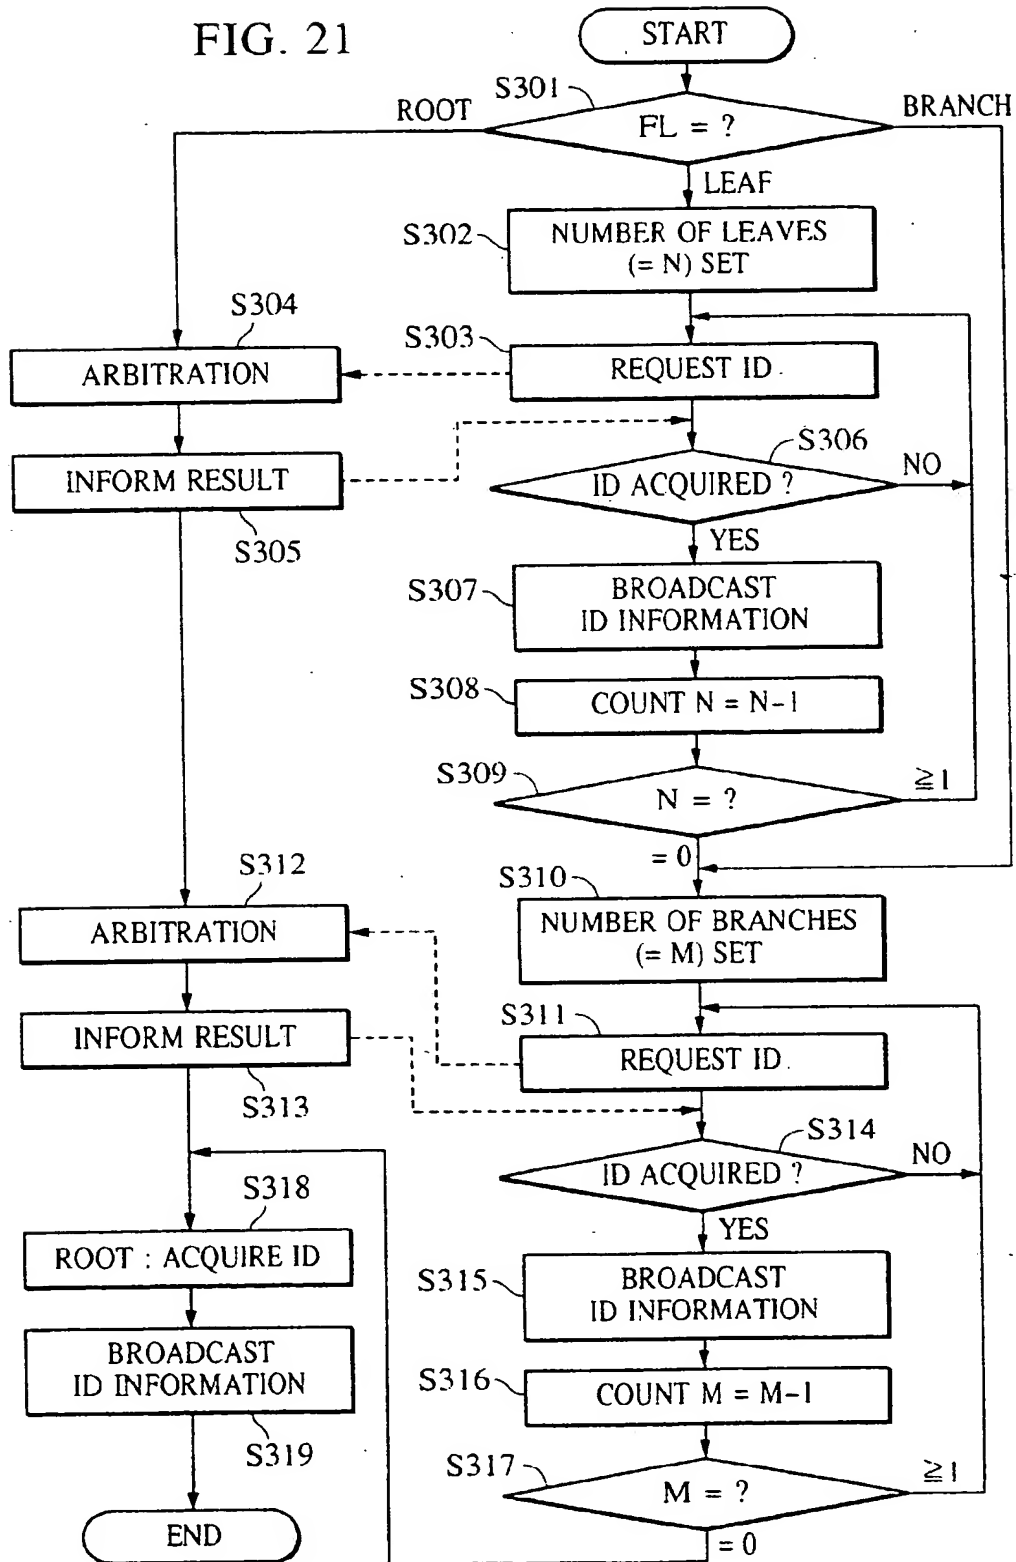 FIG. 21
START
S301
ROOT
BRANCH
FL = ?
LEAF
S302
NUMBER OF LEAVES
(= N) SET
S304
S303
ARBITRATION
REQUEST ID
S306
INFORM RESULT
ID ACQUIRED ?
NO
S305
YES
S307
BROADCAST
ID INFORMATION
S308
COUNT N = N-1
S309
N = ?
≧1
= 0
S312
S310
ARBITRATION
NUMBER OF BRANCHES
(= M) SET
S311
INFORM RESULT
REQUEST ID
S313
S314
ID ACQUIRED ?
NO
S318
YES
ROOT : ACQUIRE ID
S315
BROADCAST
ID INFORMATION
BROADCAST
ID INFORMATION
S316
COUNT M = M-1
S319
S317
M = ?
≧1
END
= 0